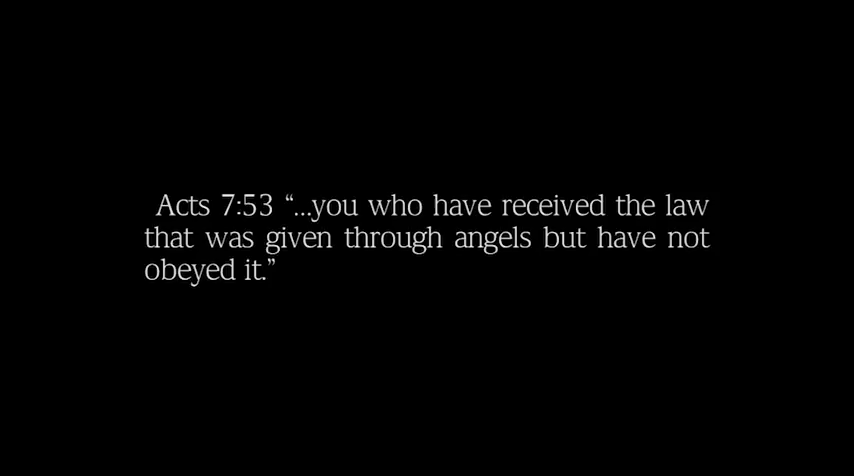 Acts 7:53 “...you who have received the law
that was given through angels but have not
obeyed it.”